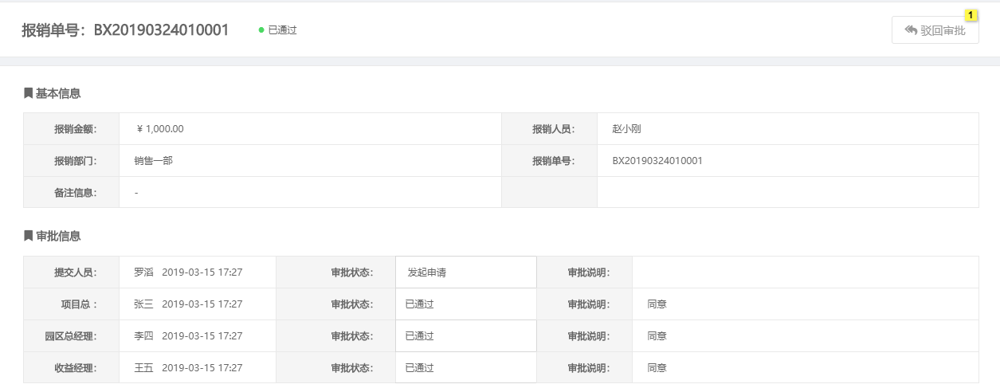 1
报销单号：BX20190324010001 已通过 驳回审批
基本信息
报销金额： ￥1,000.00 报销人员： 赵小刚
报销部门： 销售一部 报销单号： BX20190324010001
备注信息： -
审批信息
提交人员： 罗滔 2019-03-15 17:27 审批状态： 发起申请 审批说明：
项目总 ： 张三 2019-03-15 17:27 审批状态： 已通过 审批说明： 同意
园区总经理： 李四 2019-03-15 17:27 审批状态： 已通过 审批说明： 同意
收益经理： 王五 2019-03-15 17:27 审批状态： 已通过 审批说明： 同意